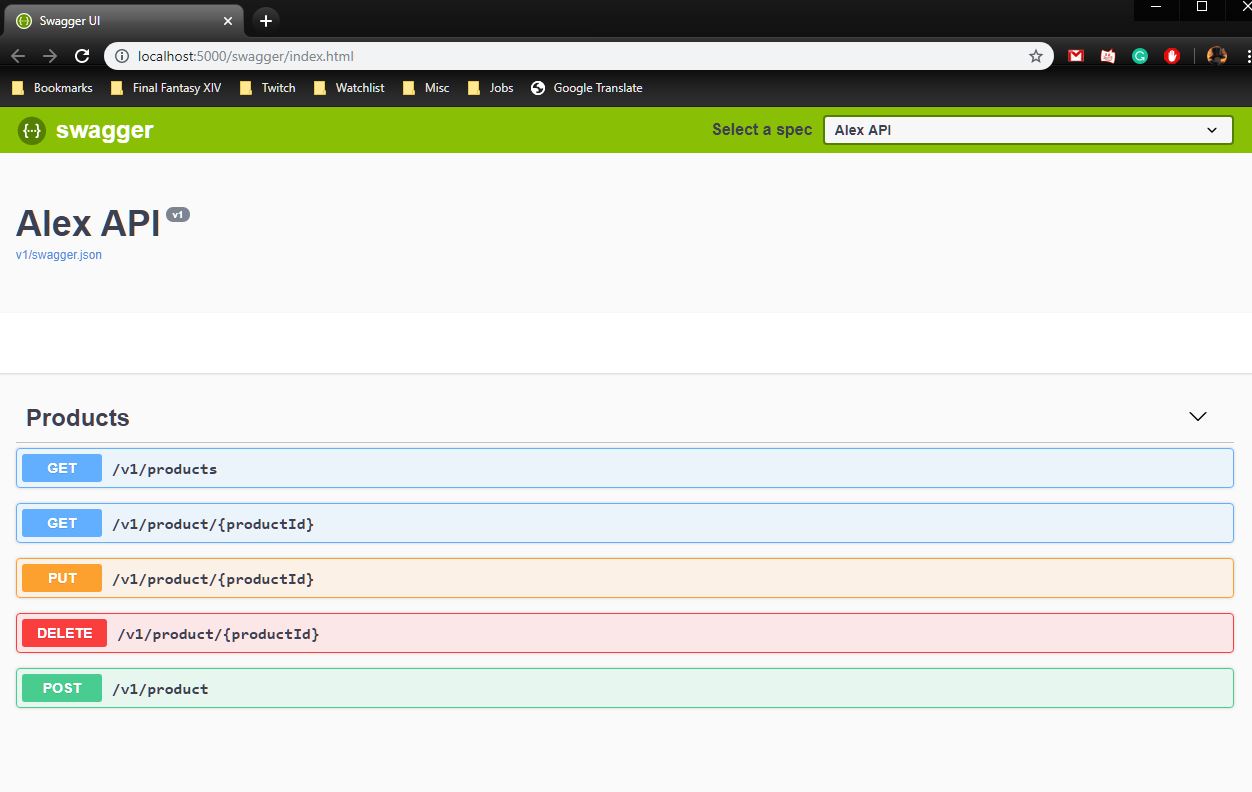 Swagger UI
localhost:5000/swagger/index.html
Bookmarks Final Fantasy XIV Twitch Watchlist Misc Jobs Google Translate
{··} swagger Select a spec Alex API
Alex API v1
v1/swagger.json
Products
GET /v1/products
GET /v1/product/{productId}
PUT /v1/product/{productId}
DELETE /v1/product/{productId}
POST /v1/product